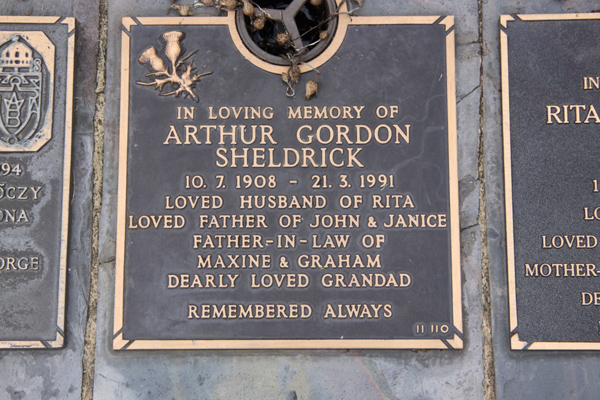 IN LOVING MEMORY OF
ARTHUR GORDON
SHELDRICK
10. 7. 1908 - 21. 3. 1991
LOVED HUSBAND OF RITA
LOVED FATHER OF JOHN & JANICE
FATHER-IN-LAW OF
MAXINE & GRAHAM
DEARLY LOVED GRANDAD
REMEMBERED ALWAYS
11 110
94
ŐCZY
ONA
ORGE
IN
RITA
1
LO
LOVED
MOTHER-
DE